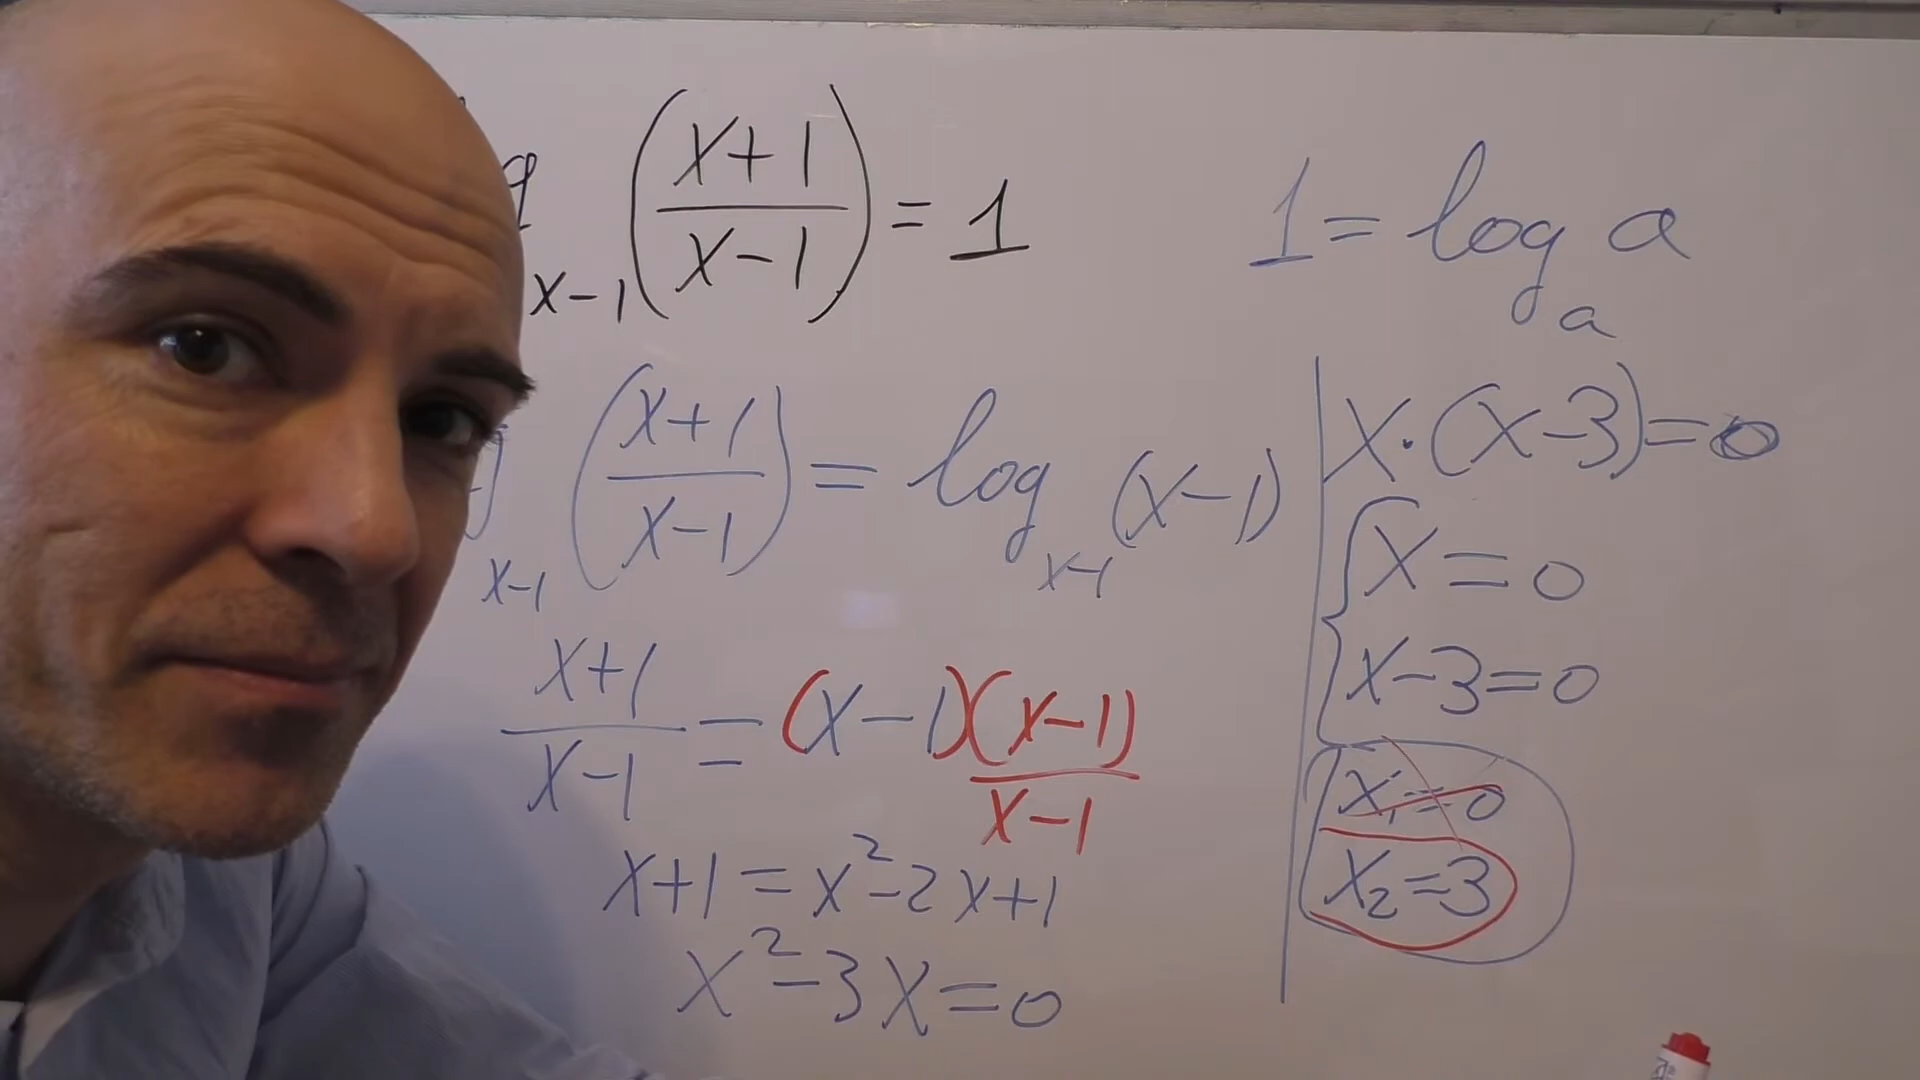 (x+1)/(x-1) = 1
x-1
1 = log_a a
(x+1)/(x-1) = log_{x-1} (x-1)
x-1
(x+1)/(x-1) = (x-1)(x-1)/(x-1)
x+1 = x²-2x+1
x²-3x=0
x·(x-3)=0
x=0
x-3=0
x₁=0
x₂=3